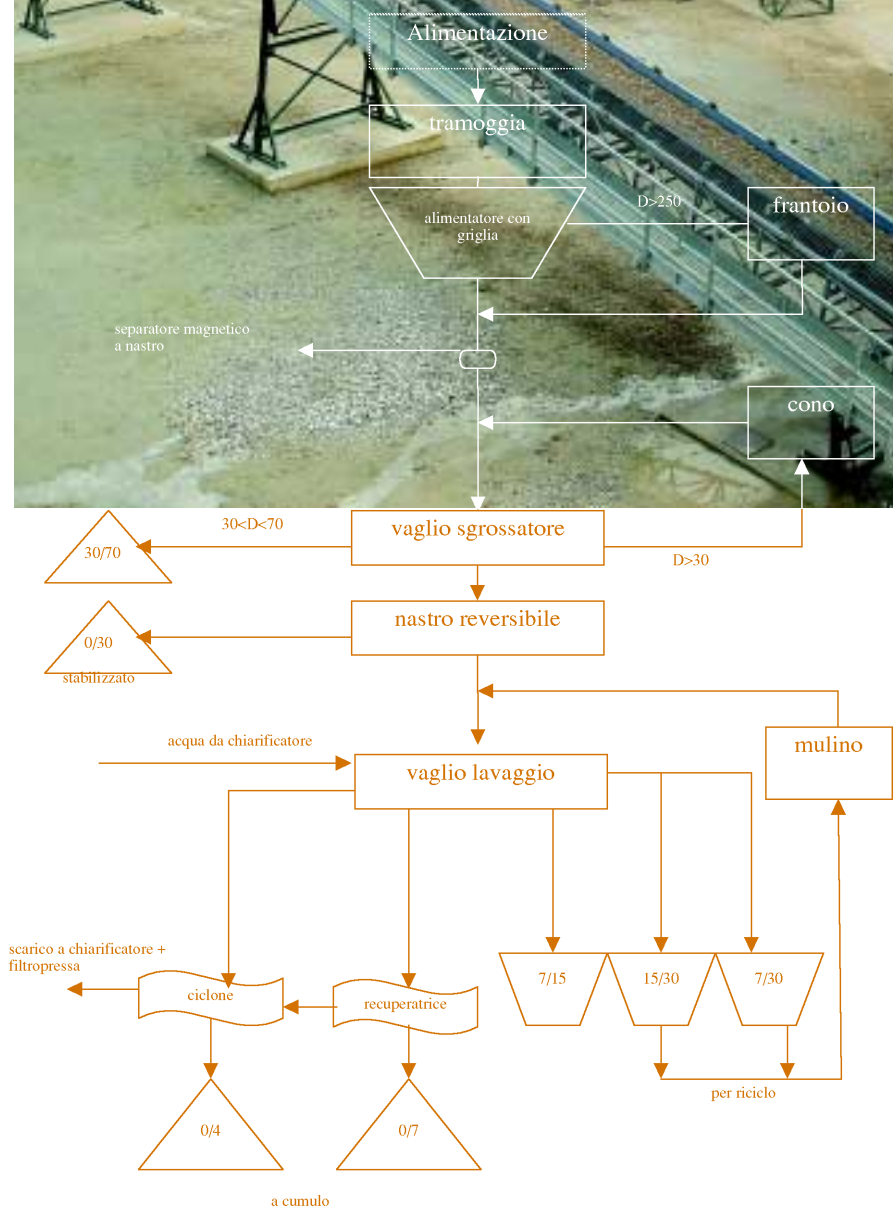 Alimentazione
tramoggia
alimentatore con
griglia
D>250
frantoio
separatore magnetico
a nastro
cono
30<D<70
vaglio sgrossatore
30/70
D>30
nastro reversibile
0/30
stabilizzato
acqua da chiarificatore
mulino
vaglio lavaggio
scarico a chiarificatore +
filtropressa
ciclone
recuperatrice
7/15
15/30
7/30
per riciclo
0/4
0/7
a cumulo